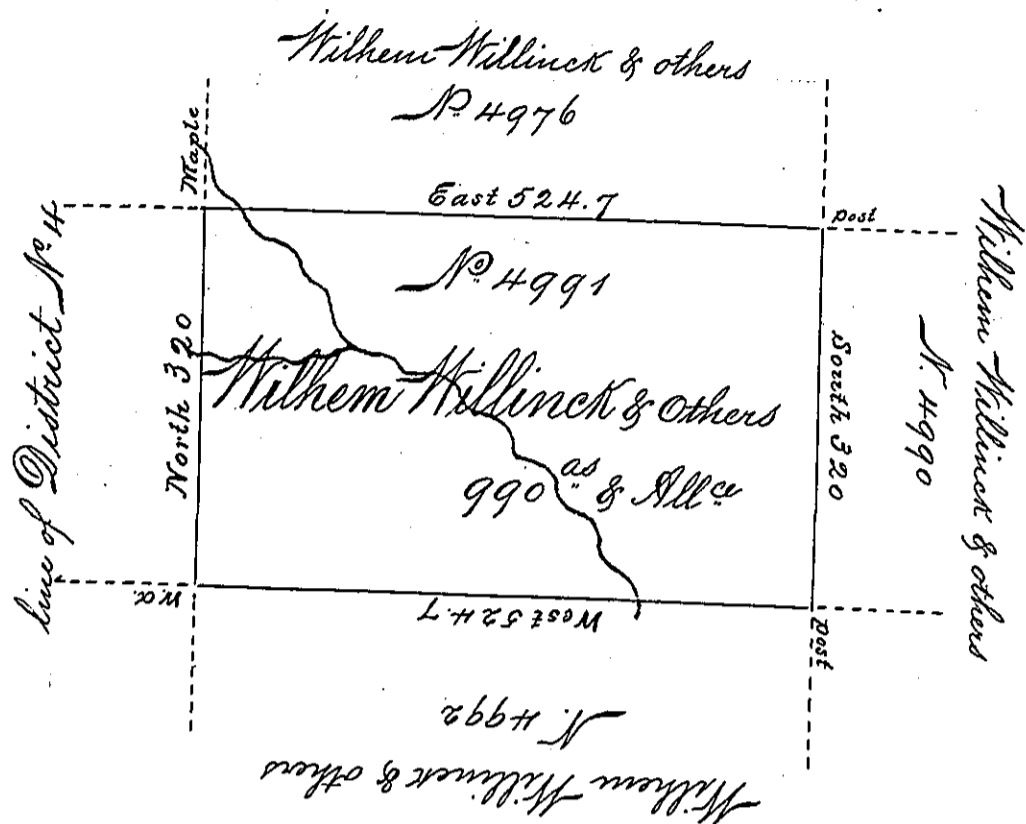 Wilhem Willinck & others
No 4976
Maple
East 524.7
post
line of District No 4
North 320
No 4991
Wilhem Willinck & others
990 as & Allce
South 320
N. 4990
Wilhem Willinck & others
W.O.
West 524.7
post
N. 4992
Wilhem Willinck & others